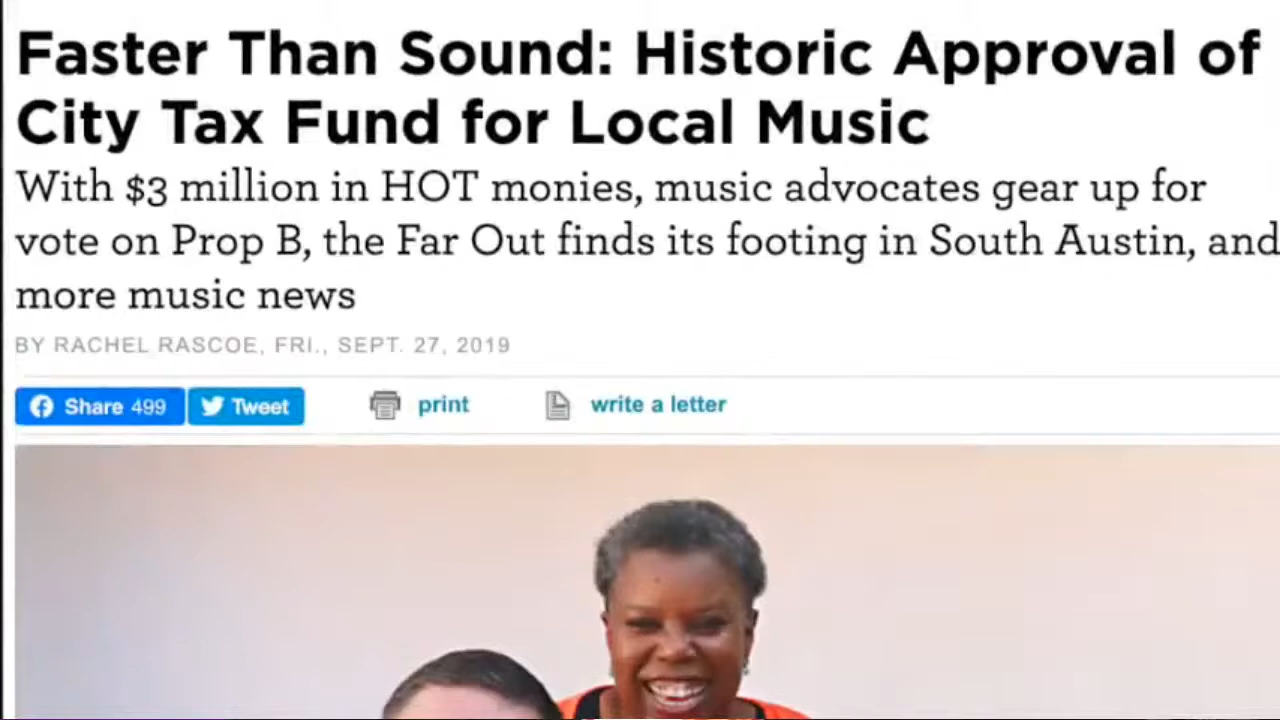 Faster Than Sound: Historic Approval of
City Tax Fund for Local Music
With $3 million in HOT monies, music advocates gear up for
vote on Prop B, the Far Out finds its footing in South Austin, and
more music news
BY RACHEL RASCOE, FRI., SEPT. 27, 2019
Share 499 Tweet print write a letter